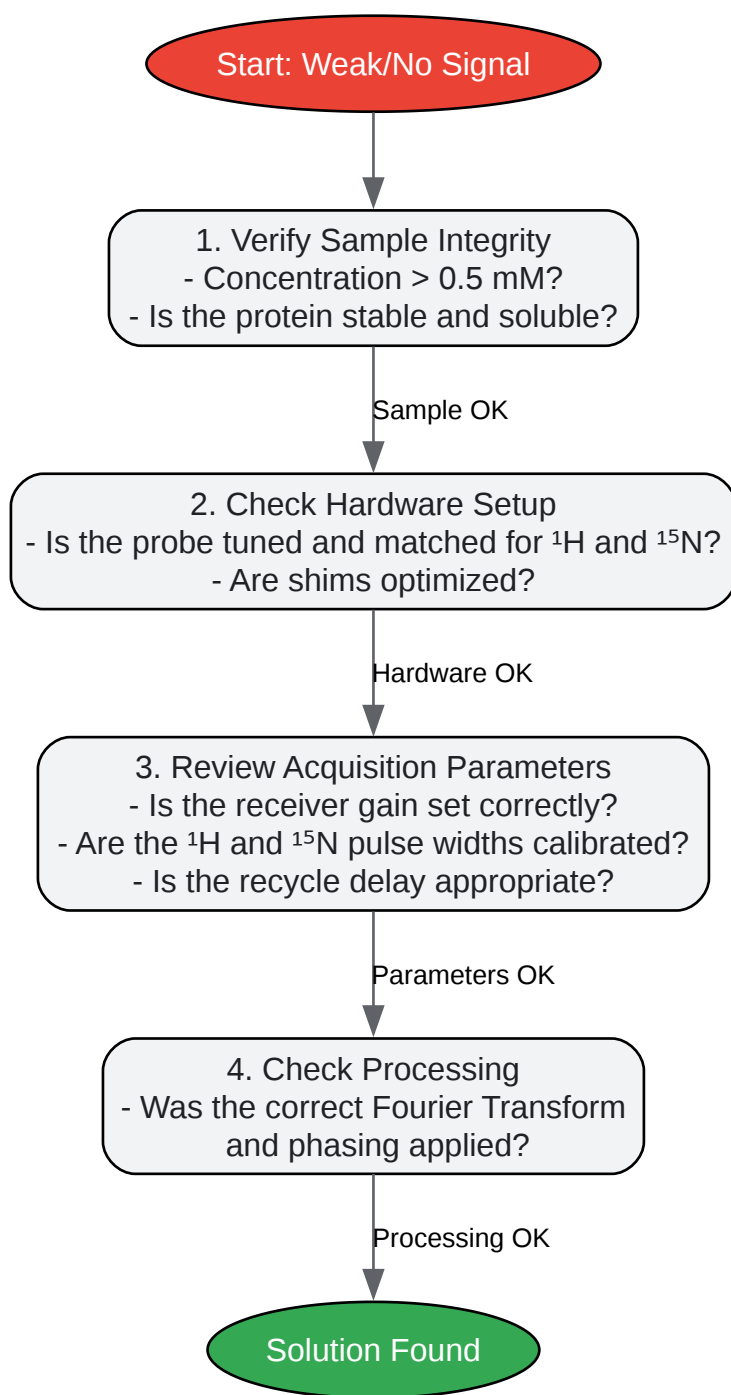 Start: Weak/No Signal
1. Verify Sample Integrity
- Concentration > 0.5 mM?
- Is the protein stable and soluble?
Sample OK
2. Check Hardware Setup
- Is the probe tuned and matched for ¹H and ¹⁵N?
- Are shims optimized?
Hardware OK
3. Review Acquisition Parameters
- Is the receiver gain set correctly?
- Are the ¹H and ¹⁵N pulse widths calibrated?
- Is the recycle delay appropriate?
Parameters OK
4. Check Processing
- Was the correct Fourier Transform
and phasing applied?
Processing OK
Solution Found